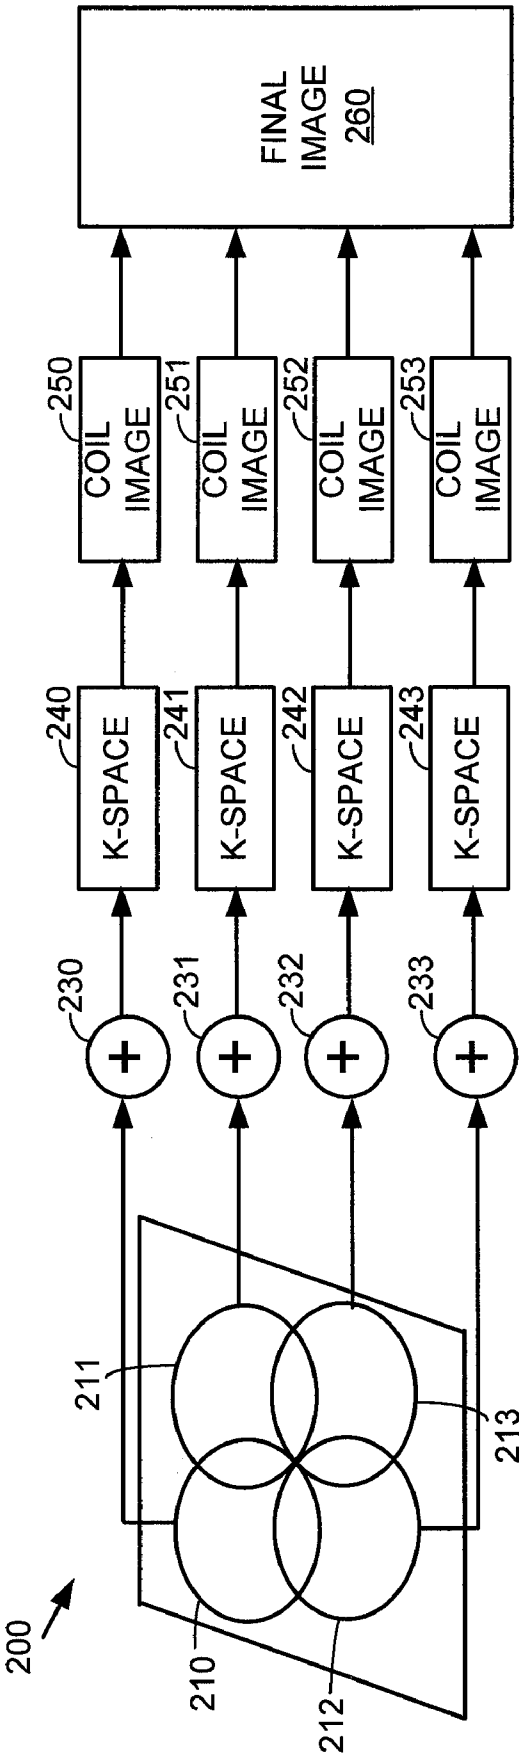 200
210
211
212
213
+
230
+
231
+
232
+
233
K-SPACE
240
K-SPACE
241
K-SPACE
242
K-SPACE
243
COIL
IMAGE
250
COIL
IMAGE
251
COIL
IMAGE
252
COIL
IMAGE
253
FINAL
IMAGE
260